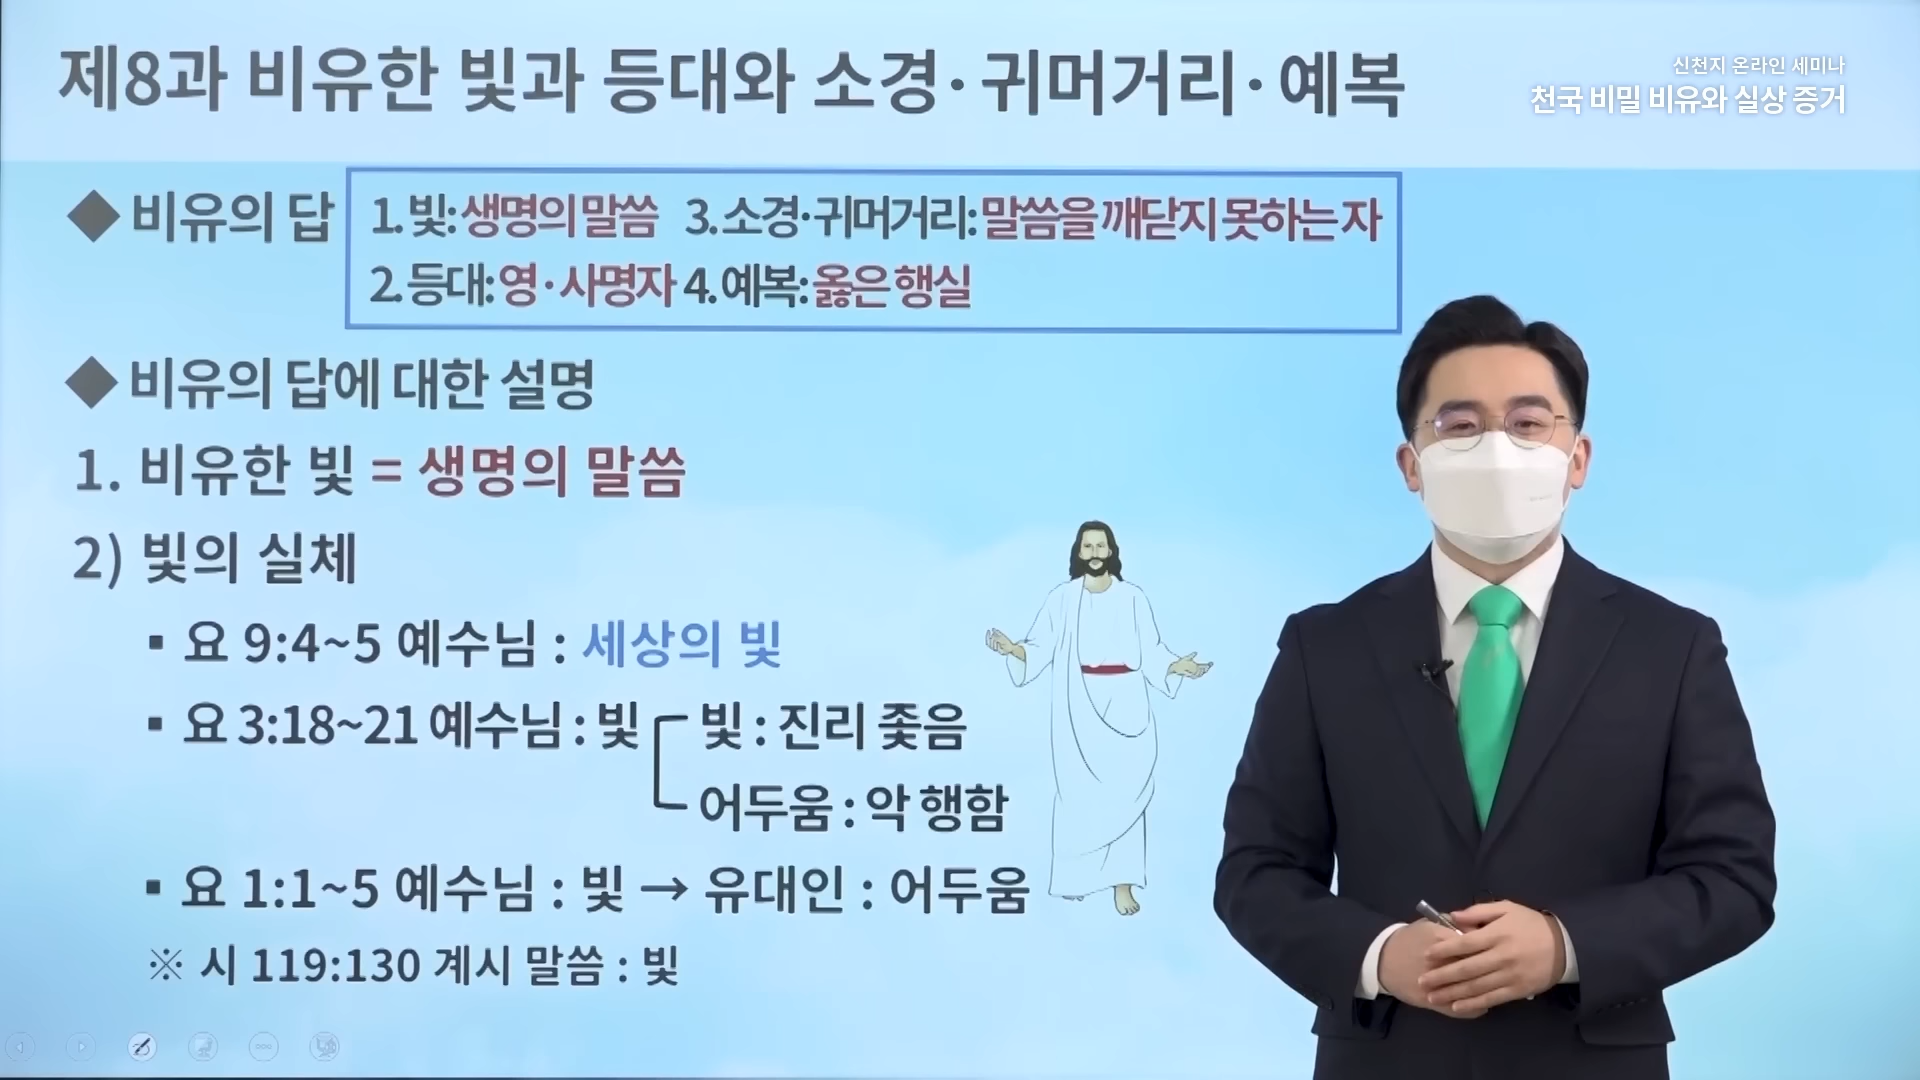 제8과 비유한 빛과 등대와 소경·귀머거리·예복
신천지 온라인 세미나
천국 비밀 비유와 실상 증거
◆ 비유의 답
1. 빛: 생명의 말씀 3. 소경·귀머거리: 말씀을 깨닫지 못하는 자
2. 등대: 영·사명자 4. 예복: 옳은 행실
◆ 비유의 답에 대한 설명
1. 비유한 빛 = 생명의 말씀
2) 빛의 실체
▪ 요 9:4~5 예수님 : 세상의 빛
▪ 요 3:18~21 예수님 : 빛 빛 : 진리 좇음
어두움 : 악 행함
▪ 요 1:1~5 예수님 : 빛 → 유대인 : 어두움
※ 시 119:130 계시 말씀 : 빛